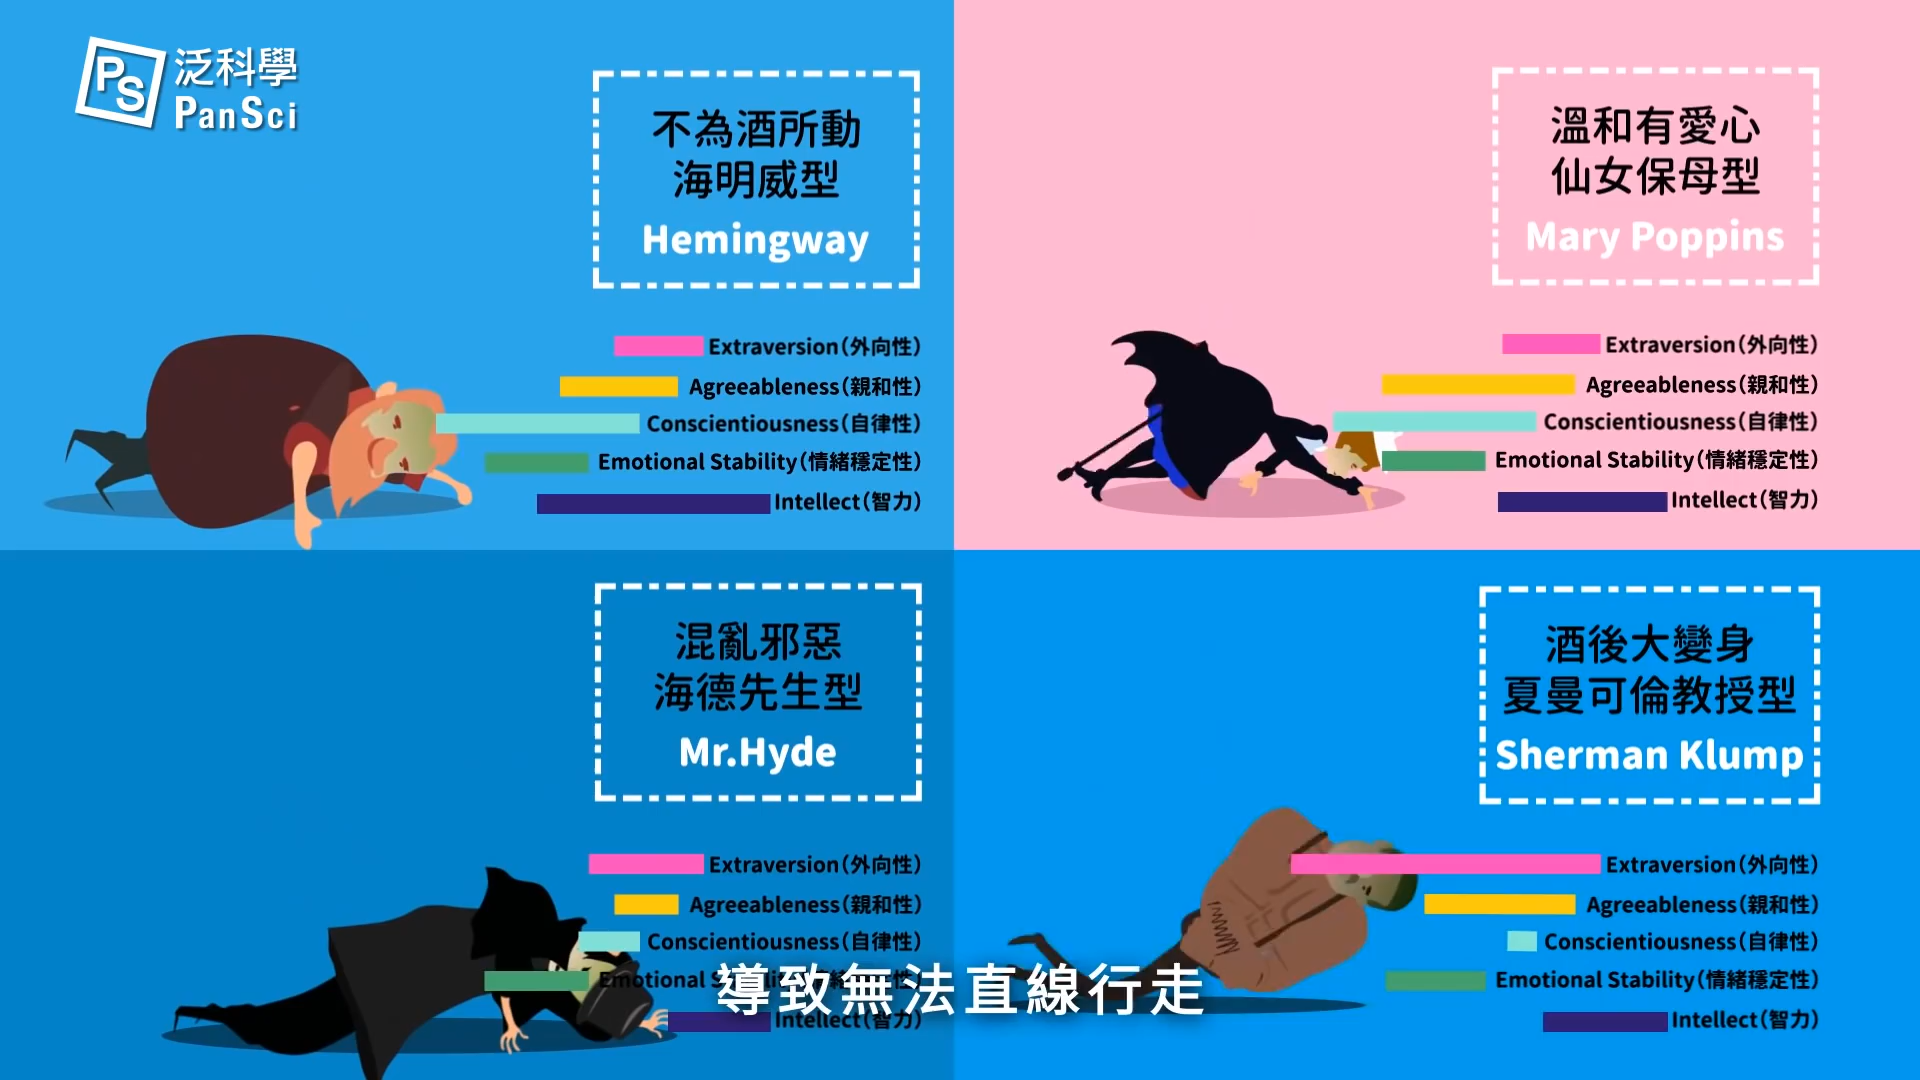 PS 泛科學
PanSci
不為酒所動
海明威型
Hemingway
Extraversion(外向性)
Agreeableness(親和性)
Conscientiousness(自律性)
Emotional Stability(情緒穩定性)
Intellect(智力)
溫和有愛心
仙女保母型
Mary Poppins
Extraversion(外向性)
Agreeableness(親和性)
Conscientiousness(自律性)
Emotional Stability(情緒穩定性)
Intellect(智力)
混亂邪惡
海德先生型
Mr.Hyde
Extraversion(外向性)
Agreeableness(親和性)
Conscientiousness(自律性)
Emotional
Intellect(智力)
酒後大變身
夏曼可倫教授型
Sherman Klump
Extraversion(外向性)
Agreeableness(親和性)
Conscientiousness(自律性)
Emotional Stability(情緒穩定性)
Intellect(智力)
導致無法直線行走